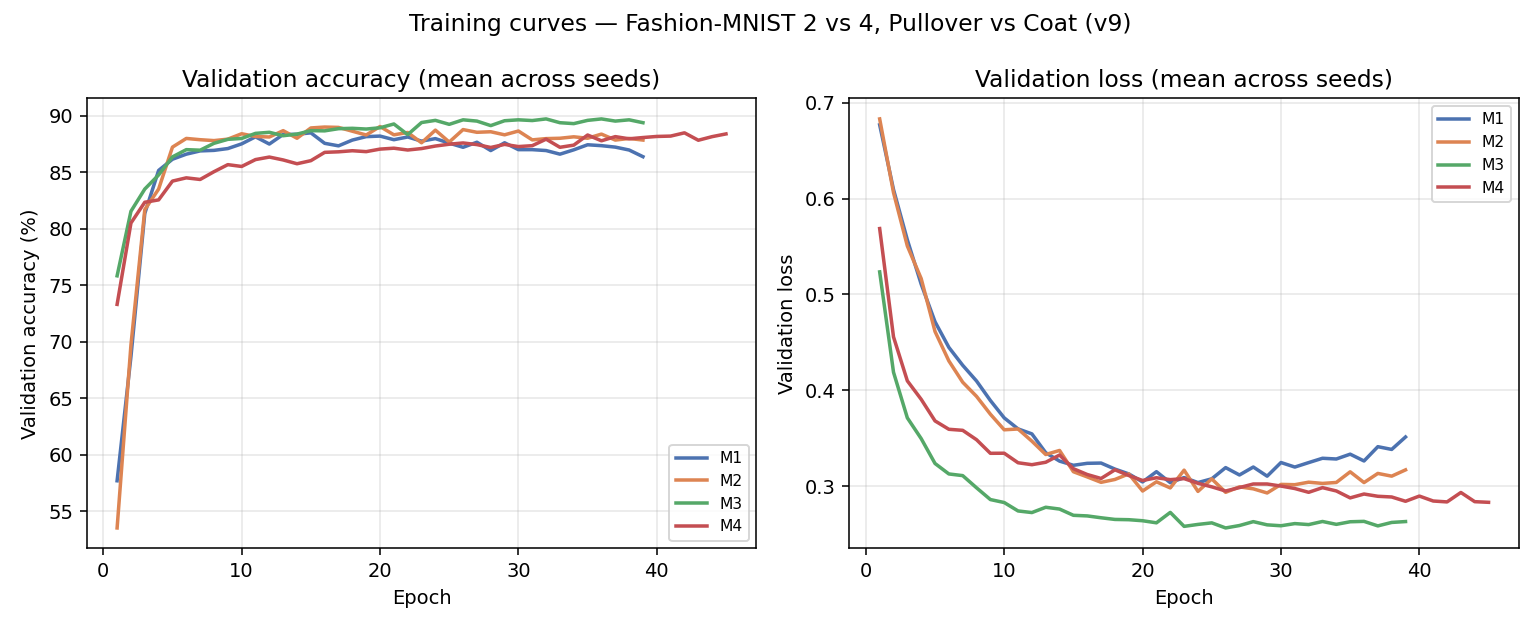 Training curves — Fashion-MNIST 2 vs 4, Pullover vs Coat (v9)
Validation accuracy (mean across seeds)
Validation accuracy (%)
90
85
80
75
70
65
60
55
0
10
20
30
40
Epoch
M1
M2
M3
M4
Validation loss (mean across seeds)
Validation loss
0.7
0.6
0.5
0.4
0.3
0
10
20
30
40
Epoch
M1
M2
M3
M4